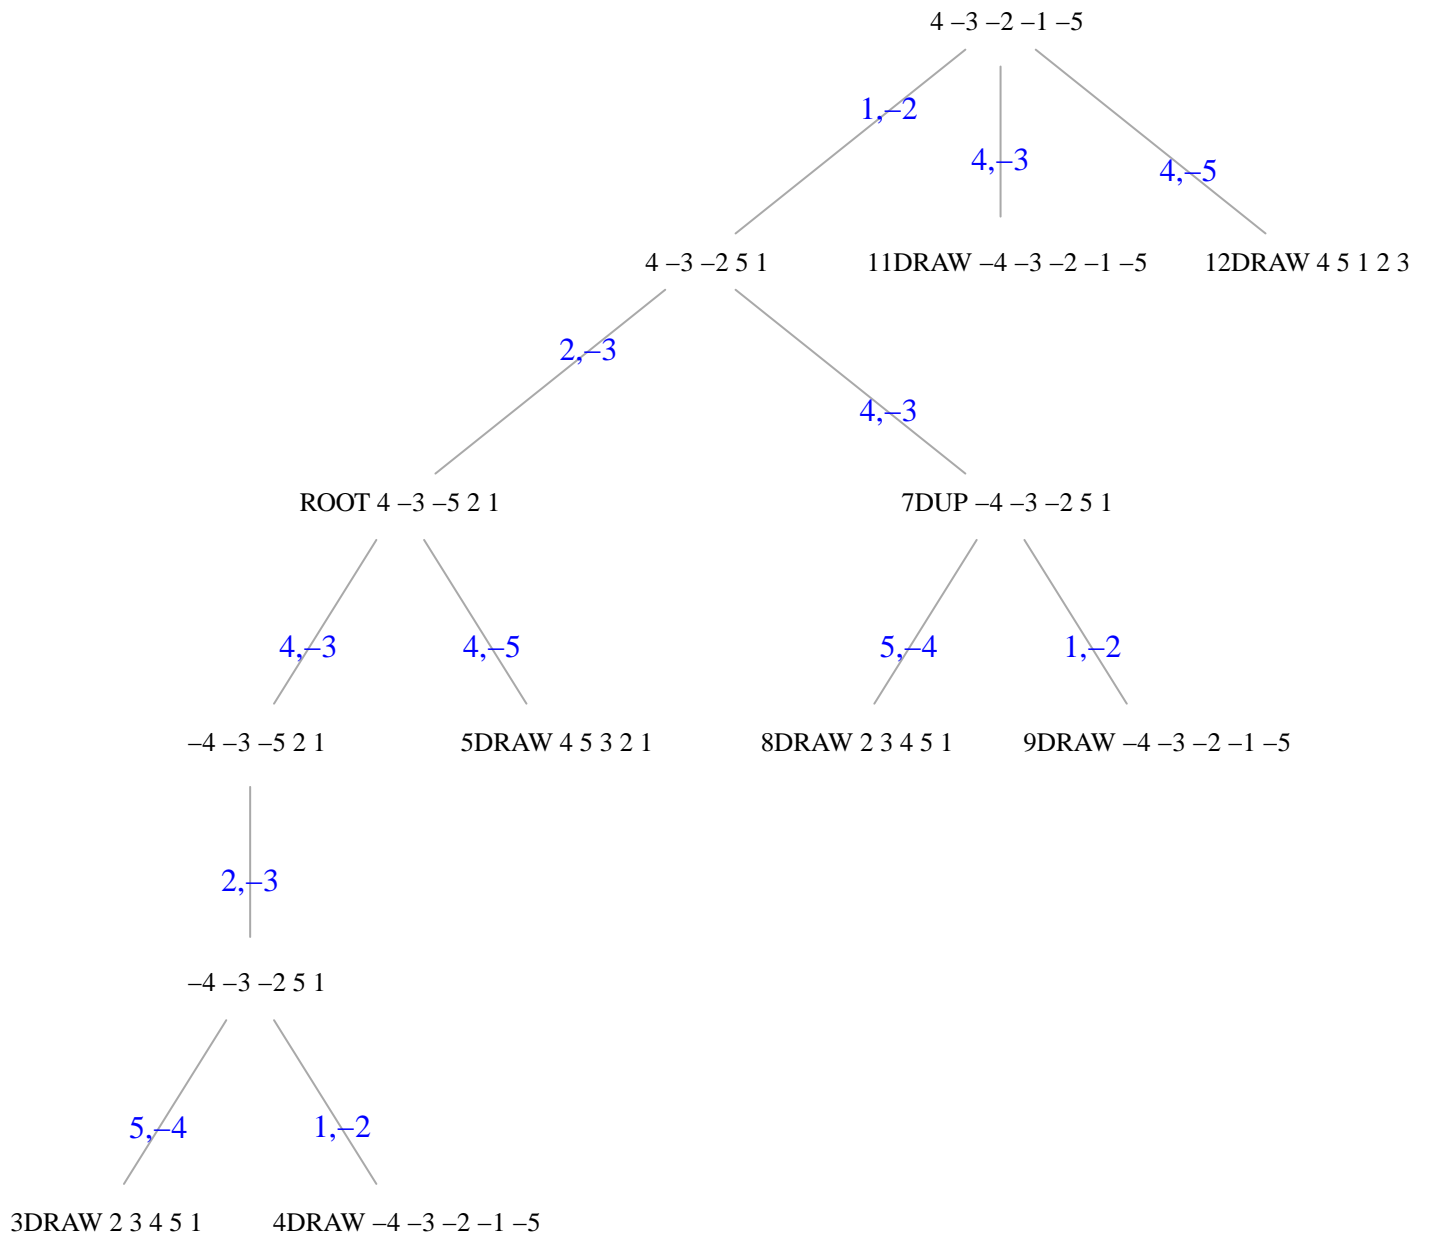 4 –3 –2 –1 –5
1,–2
4,–3
4,–5
4 –3 –2 5 1
11DRAW –4 –3 –2 –1 –5
12DRAW 4 5 1 2 3
2,–3
4,–3
ROOT 4 –3 –5 2 1
7DUP –4 –3 –2 5 1
4,–3
4,–5
5,–4
1,–2
–4 –3 –5 2 1
5DRAW 4 5 3 2 1
8DRAW 2 3 4 5 1
9DRAW –4 –3 –2 –1 –5
2,–3
–4 –3 –2 5 1
5,–4
1,–2
3DRAW 2 3 4 5 1
4DRAW –4 –3 –2 –1 –5